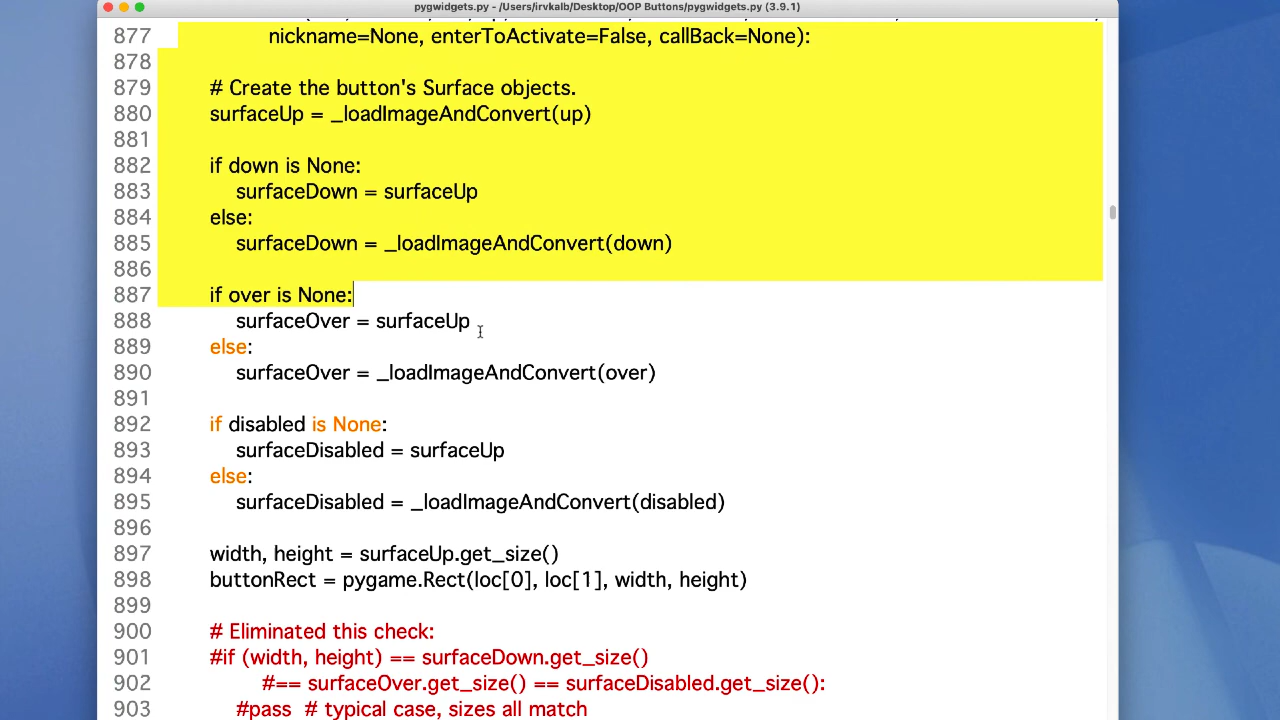 pygwidgets.py - /Users/irvkalb/Desktop/OOP Buttons/pygwidgets.py (3.9.1)
877 nickname=None, enterToActivate=False, callBack=None):
878
879 # Create the button's Surface objects.
880 surfaceUp = _loadImageAndConvert(up)
881
882 if down is None:
883 surfaceDown = surfaceUp
884 else:
885 surfaceDown = _loadImageAndConvert(down)
886
887 if over is None:
888 surfaceOver = surfaceUp
889 else:
890 surfaceOver = _loadImageAndConvert(over)
891
892 if disabled is None:
893 surfaceDisabled = surfaceUp
894 else:
895 surfaceDisabled = _loadImageAndConvert(disabled)
896
897 width, height = surfaceUp.get_size()
898 buttonRect = pygame.Rect(loc[0], loc[1], width, height)
899
900 # Eliminated this check:
901 #if (width, height) == surfaceDown.get_size()
902 #== surfaceOver.get_size() == surfaceDisabled.get_size():
903 #pass # typical case, sizes all match